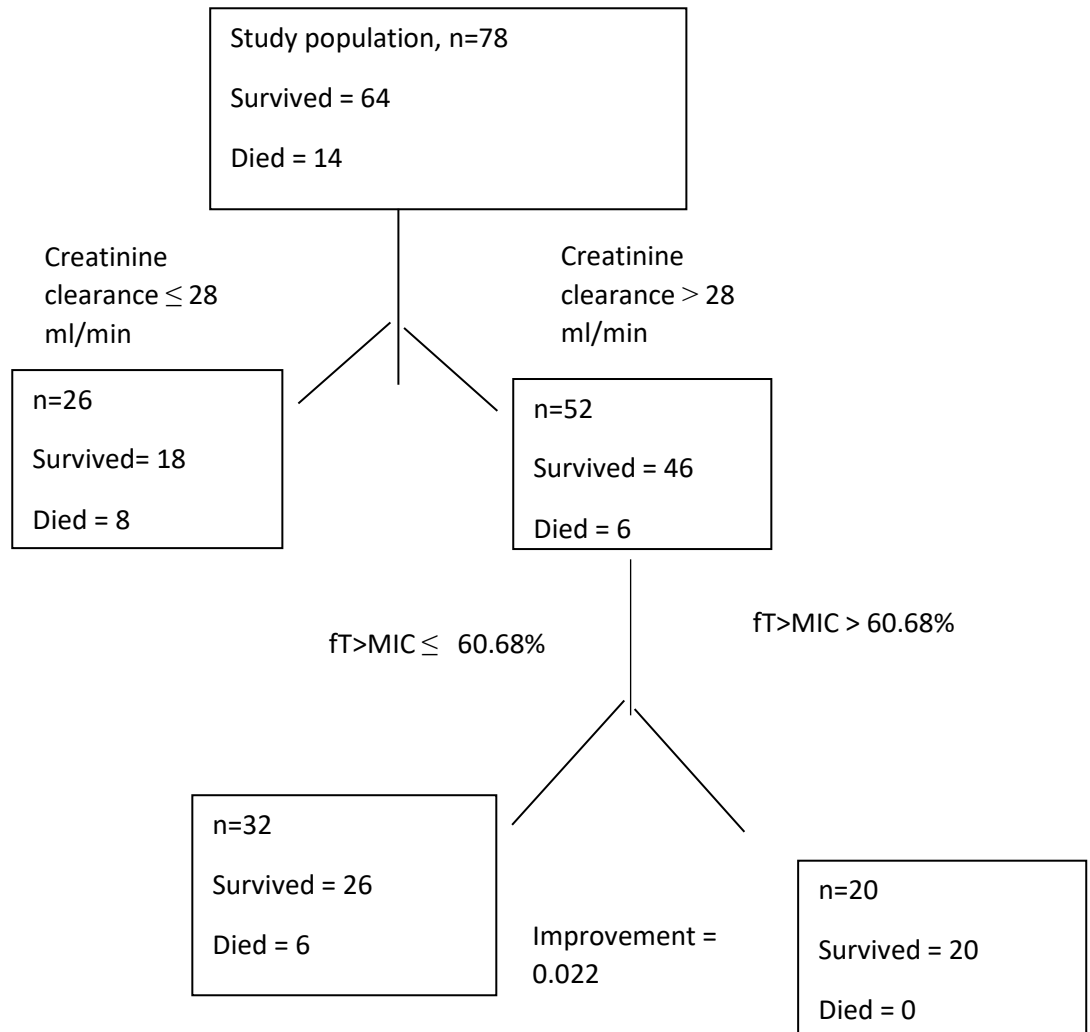 Study population, n=78
Survived = 64
Died = 14
Creatinine
clearance ≤ 28
ml/min
Creatinine
clearance > 28
ml/min
n=26
Survived= 18
Died = 8
n=52
Survived = 46
Died = 6
fT>MIC ≤ 60.68%
fT>MIC > 60.68%
n=32
Survived = 26
Died = 6
Improvement =
0.022
n=20
Survived = 20
Died = 0